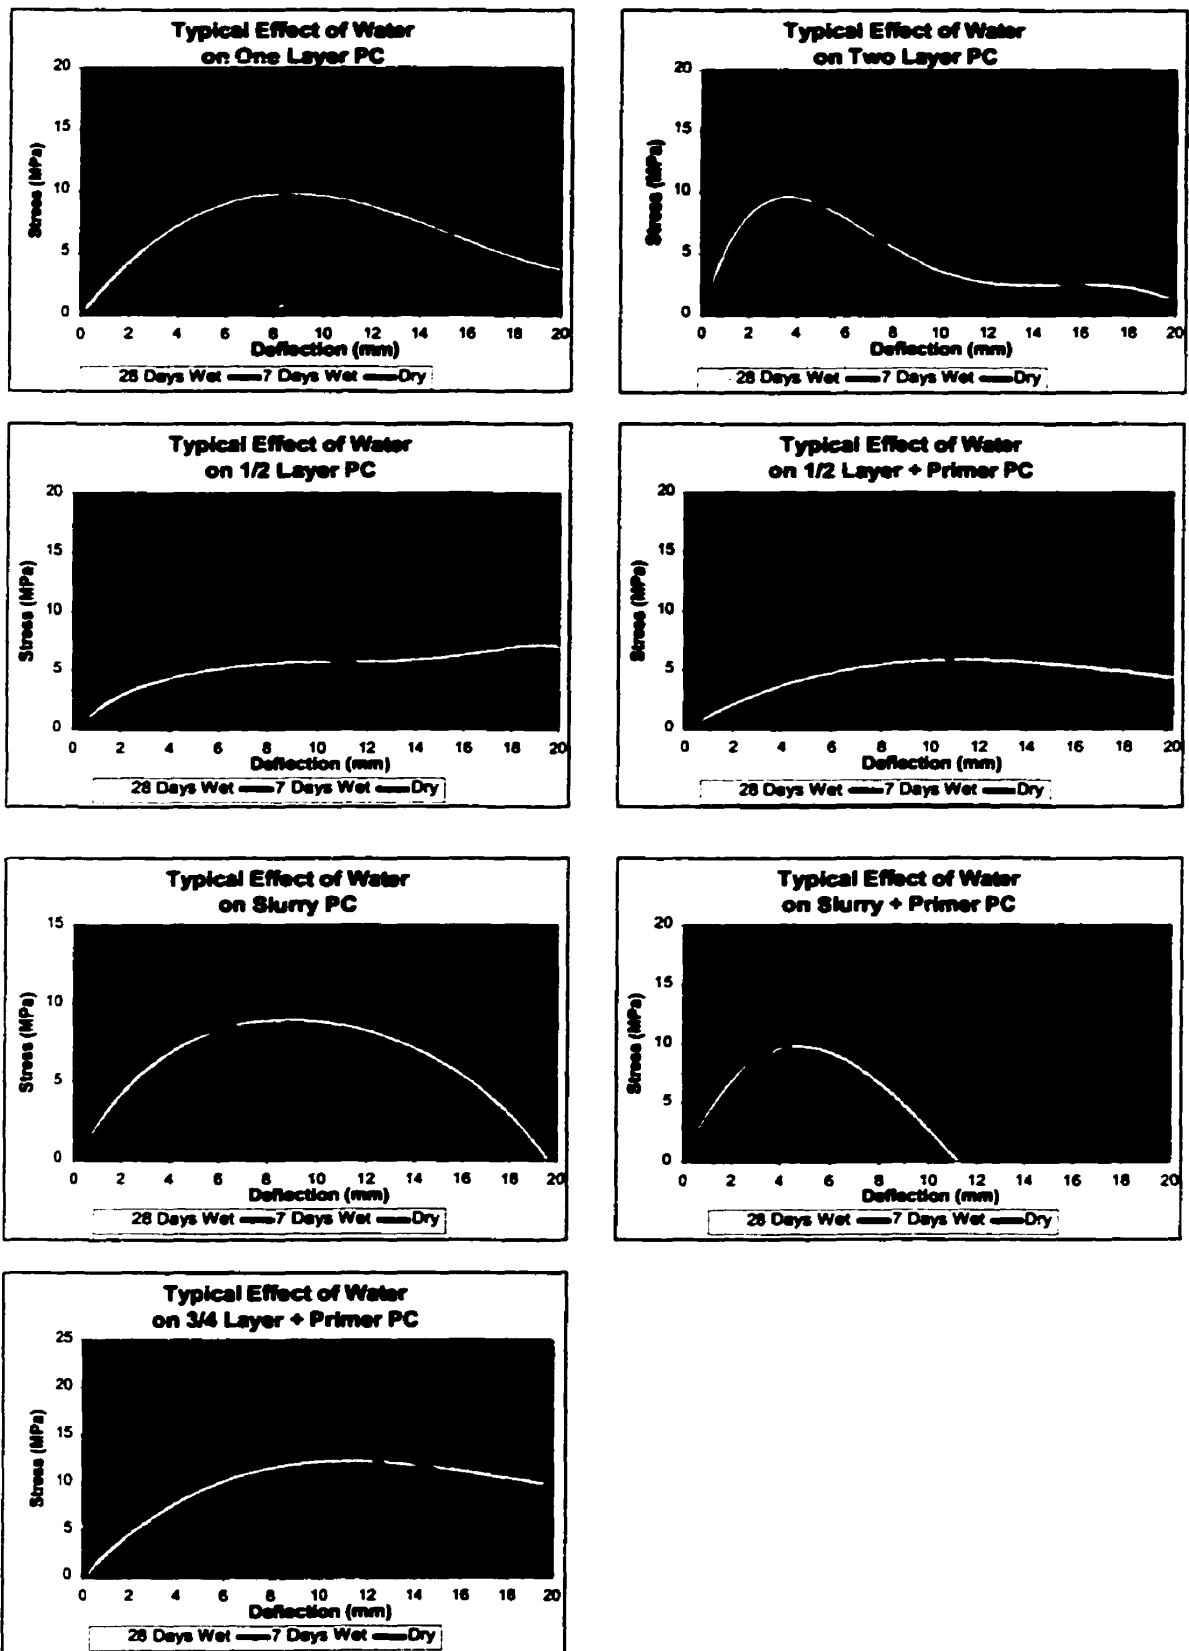 Typical Effect of Water
on One Layer PC
20
15
10
5
0
Stress (MPa)
0 2 4 6 8 10 12 14 16 18 20
Deflection (mm)
28 Days Wet 7 Days Wet Dry
Typical Effect of Water
on Two Layer PC
20
15
10
5
0
Stress (MPa)
0 2 4 6 8 10 12 14 16 18 20
Deflection (mm)
28 Days Wet 7 Days Wet Dry
Typical Effect of Water
on 1/2 Layer PC
20
15
10
5
0
Stress (MPa)
0 2 4 6 8 10 12 14 16 18 20
Deflection (mm)
28 Days Wet 7 Days Wet Dry
Typical Effect of Water
on 1/2 Layer + Primer PC
20
15
10
5
0
Stress (MPa)
0 2 4 6 8 10 12 14 16 18 20
Deflection (mm)
28 Days Wet 7 Days Wet Dry
Typical Effect of Water
on Slurry PC
15
10
5
0
Stress (MPa)
0 2 4 6 8 10 12 14 16 18 20
Deflection (mm)
28 Days Wet 7 Days Wet Dry
Typical Effect of Water
on Slurry + Primer PC
20
15
10
5
0
Stress (MPa)
0 2 4 6 8 10 12 14 16 18 20
Deflection (mm)
28 Days Wet 7 Days Wet Dry
Typical Effect of Water
on 3/4 Layer + Primer PC
25
20
15
10
5
0
Stress (MPa)
0 2 4 6 8 10 12 14 16 18 20
Deflection (mm)
28 Days Wet 7 Days Wet Dry